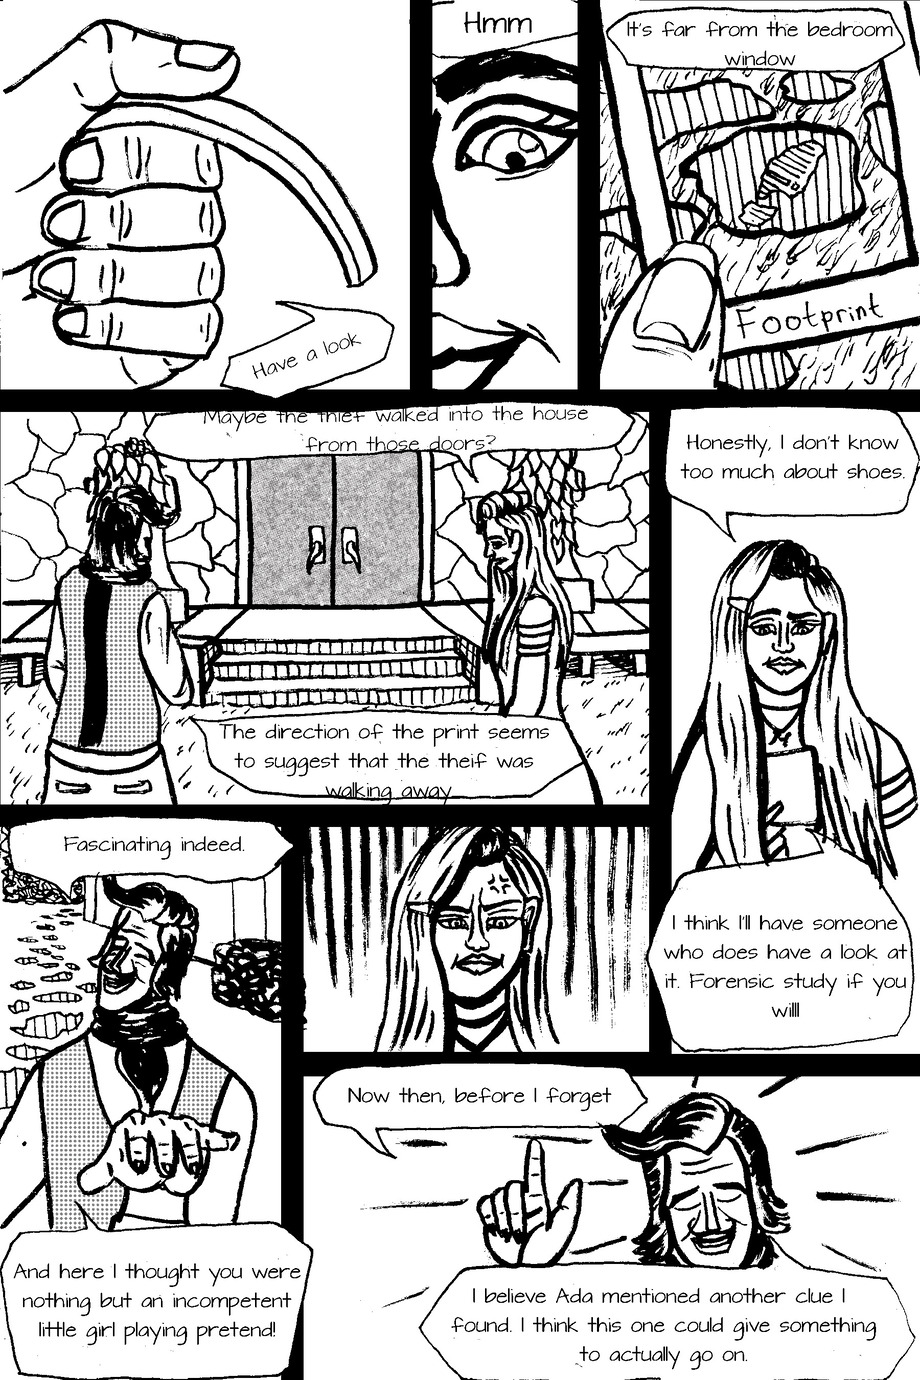 Have a look
Hmm
It's far from the bedroom
window
Footprint
Maybe the thief walked into the house
from those doors?
The direction of the print seems
to suggest that the theif was
walking away
Honestly, I don't know
too much about shoes.
I think I'll have someone
who does have a look at
it. Forensic study if you
will
Fascinating indeed.
And here I thought you were
nothing but an incompetent
little girl playing pretend!
Now then, before I forget
I believe Ada mentioned another clue I
found. I think this one could give something
to actually go on.